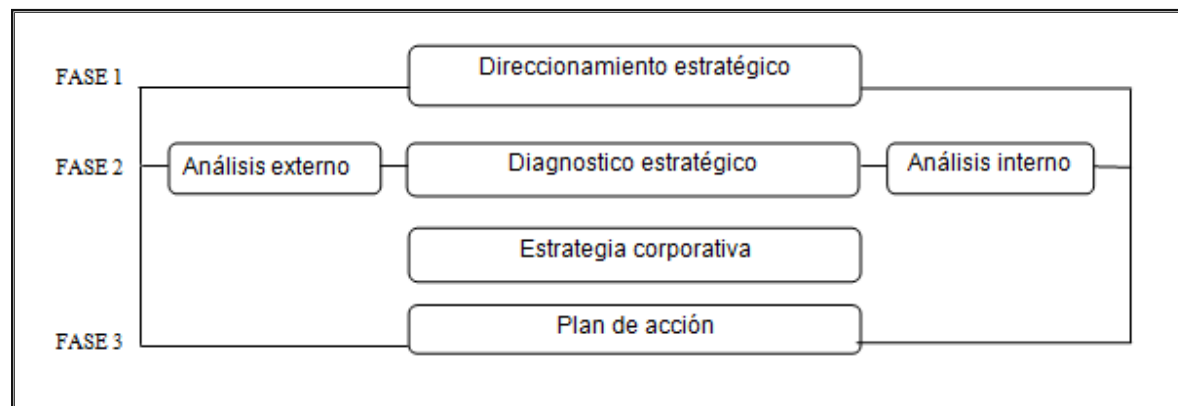 FASE 1
Direccionamiento estratégico
FASE 2
Análisis externo
Diagnostico estratégico
Análisis interno
Estrategia corporativa
FASE 3
Plan de acción